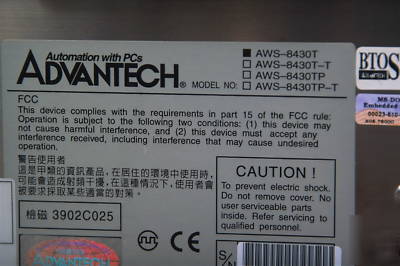 Automation with PCs
ADVANTECH®
MODEL NO:
AWS-8430T
AWS-8430T-T
AWS-8430TP
AWS-8430TP-T
BTOS
MS-DO
Embedded
00023-610
FCC
This device complies with the requirements in part 15 of the FCC rule:
Operation is subject to the following two conditions: (1) this device may
not cause harmful interference, and (2) this device must accept any
interference received, including interference that may cause undesired
operation.
警告使用者
這是甲類的資訊產品，在居住的環境中使用時，
可能會造成射頻干擾，在這種情況下，使用者會
被要求採取某些適當的對策。
檢磁 3902C025
CAUTION !
To prevent electric shock.
Do not remove cover. No
user serviceable parts
inside. Refer servicing to
qualified personnel.
ADVANTECH
CE
S/N